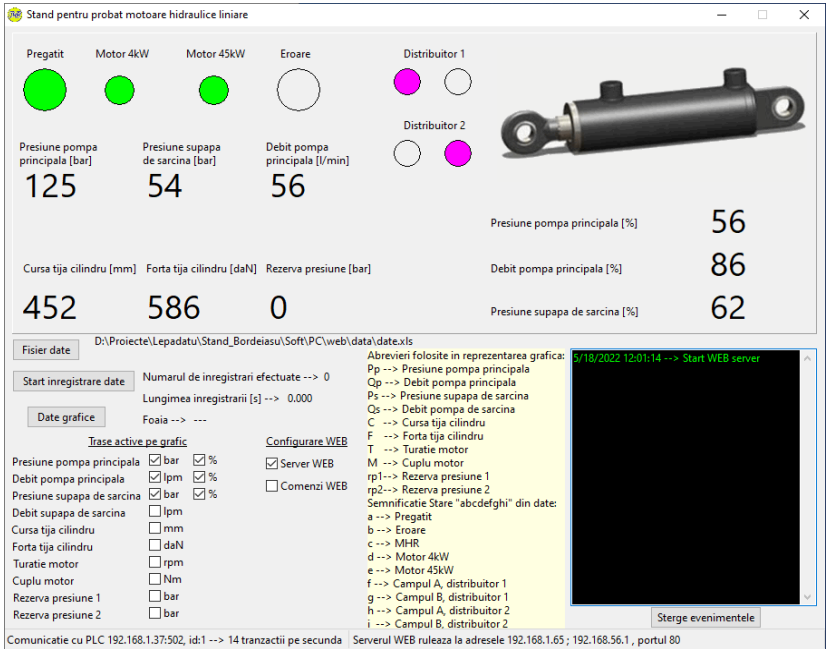 Stand pentru probat motoare hidraulice liniare
Pregatit Motor 4kW Motor 45kW Eroare Distribuitor 1
Distribuitor 2
Presiune pompa principala [bar] Presiune supapa de sarcina [bar] Debit pompa principala [l/min]
125 54 56
Presiune pompa principala [%] 56
Cursa tija cilindru [mm] Forta tija cilindru [daN] Rezerva presiune [bar]
Debit pompa principala [%] 86
452 586 0
Presiune supapa de sarcina [%] 62
Fisier date D:\Proiecte\Lepadatu\Stand_Bordeiasu\Soft\PC\web\data\date.xls
Start inregistrare date Numarul de inregistrari efectuate --> 0
Lungimea inregistrarii [s] --> 0.000
Date grafice Foaia --> ---
Trase active pe grafic
Presiune pompa principala bar %
Debit pompa principala lpm %
Presiune supapa de sarcina bar %
Debit supapa de sarcina lpm
Cursa tija cilindru mm
Forta tija cilindru daN
Turatie motor rpm
Cuplu motor Nm
Rezerva presiune 1 bar
Rezerva presiune 2 bar
Configurare WEB
Server WEB
Comenzi WEB
Abrevieri folosite in reprezentarea grafica:
Pp --> Presiune pompa principala
Qp --> Debit pompa principala
Ps --> Presiune supapa de sarcina
Qs --> Debit pompa de sarcina
C --> Cursa tija cilindru
F --> Forta tija cilindru
T --> Turatie motor
M --> Cuplu motor
rp1--> Rezerva presiune 1
rp2--> Rezerva presiune 2
Semnificatie Stare "abcdefghi" din date:
a --> Pregatit
b --> Eroare
c --> MHR
d --> Motor 4kW
e --> Motor 45kW
f --> Campul A, distribuitor 1
g --> Campul B, distribuitor 1
h --> Campul A, distribuitor 2
i --> Campul B, distribuitor 2
5/18/2022 12:01:14 --> Start WEB server
Sterge evenimentele
Comunicatie cu PLC 192.168.1.37:502, id:1 --> 14 tranzactii pe secunda Serverul WEB ruleaza la adresele 192.168.1.65 ; 192.168.56.1 , portul 80